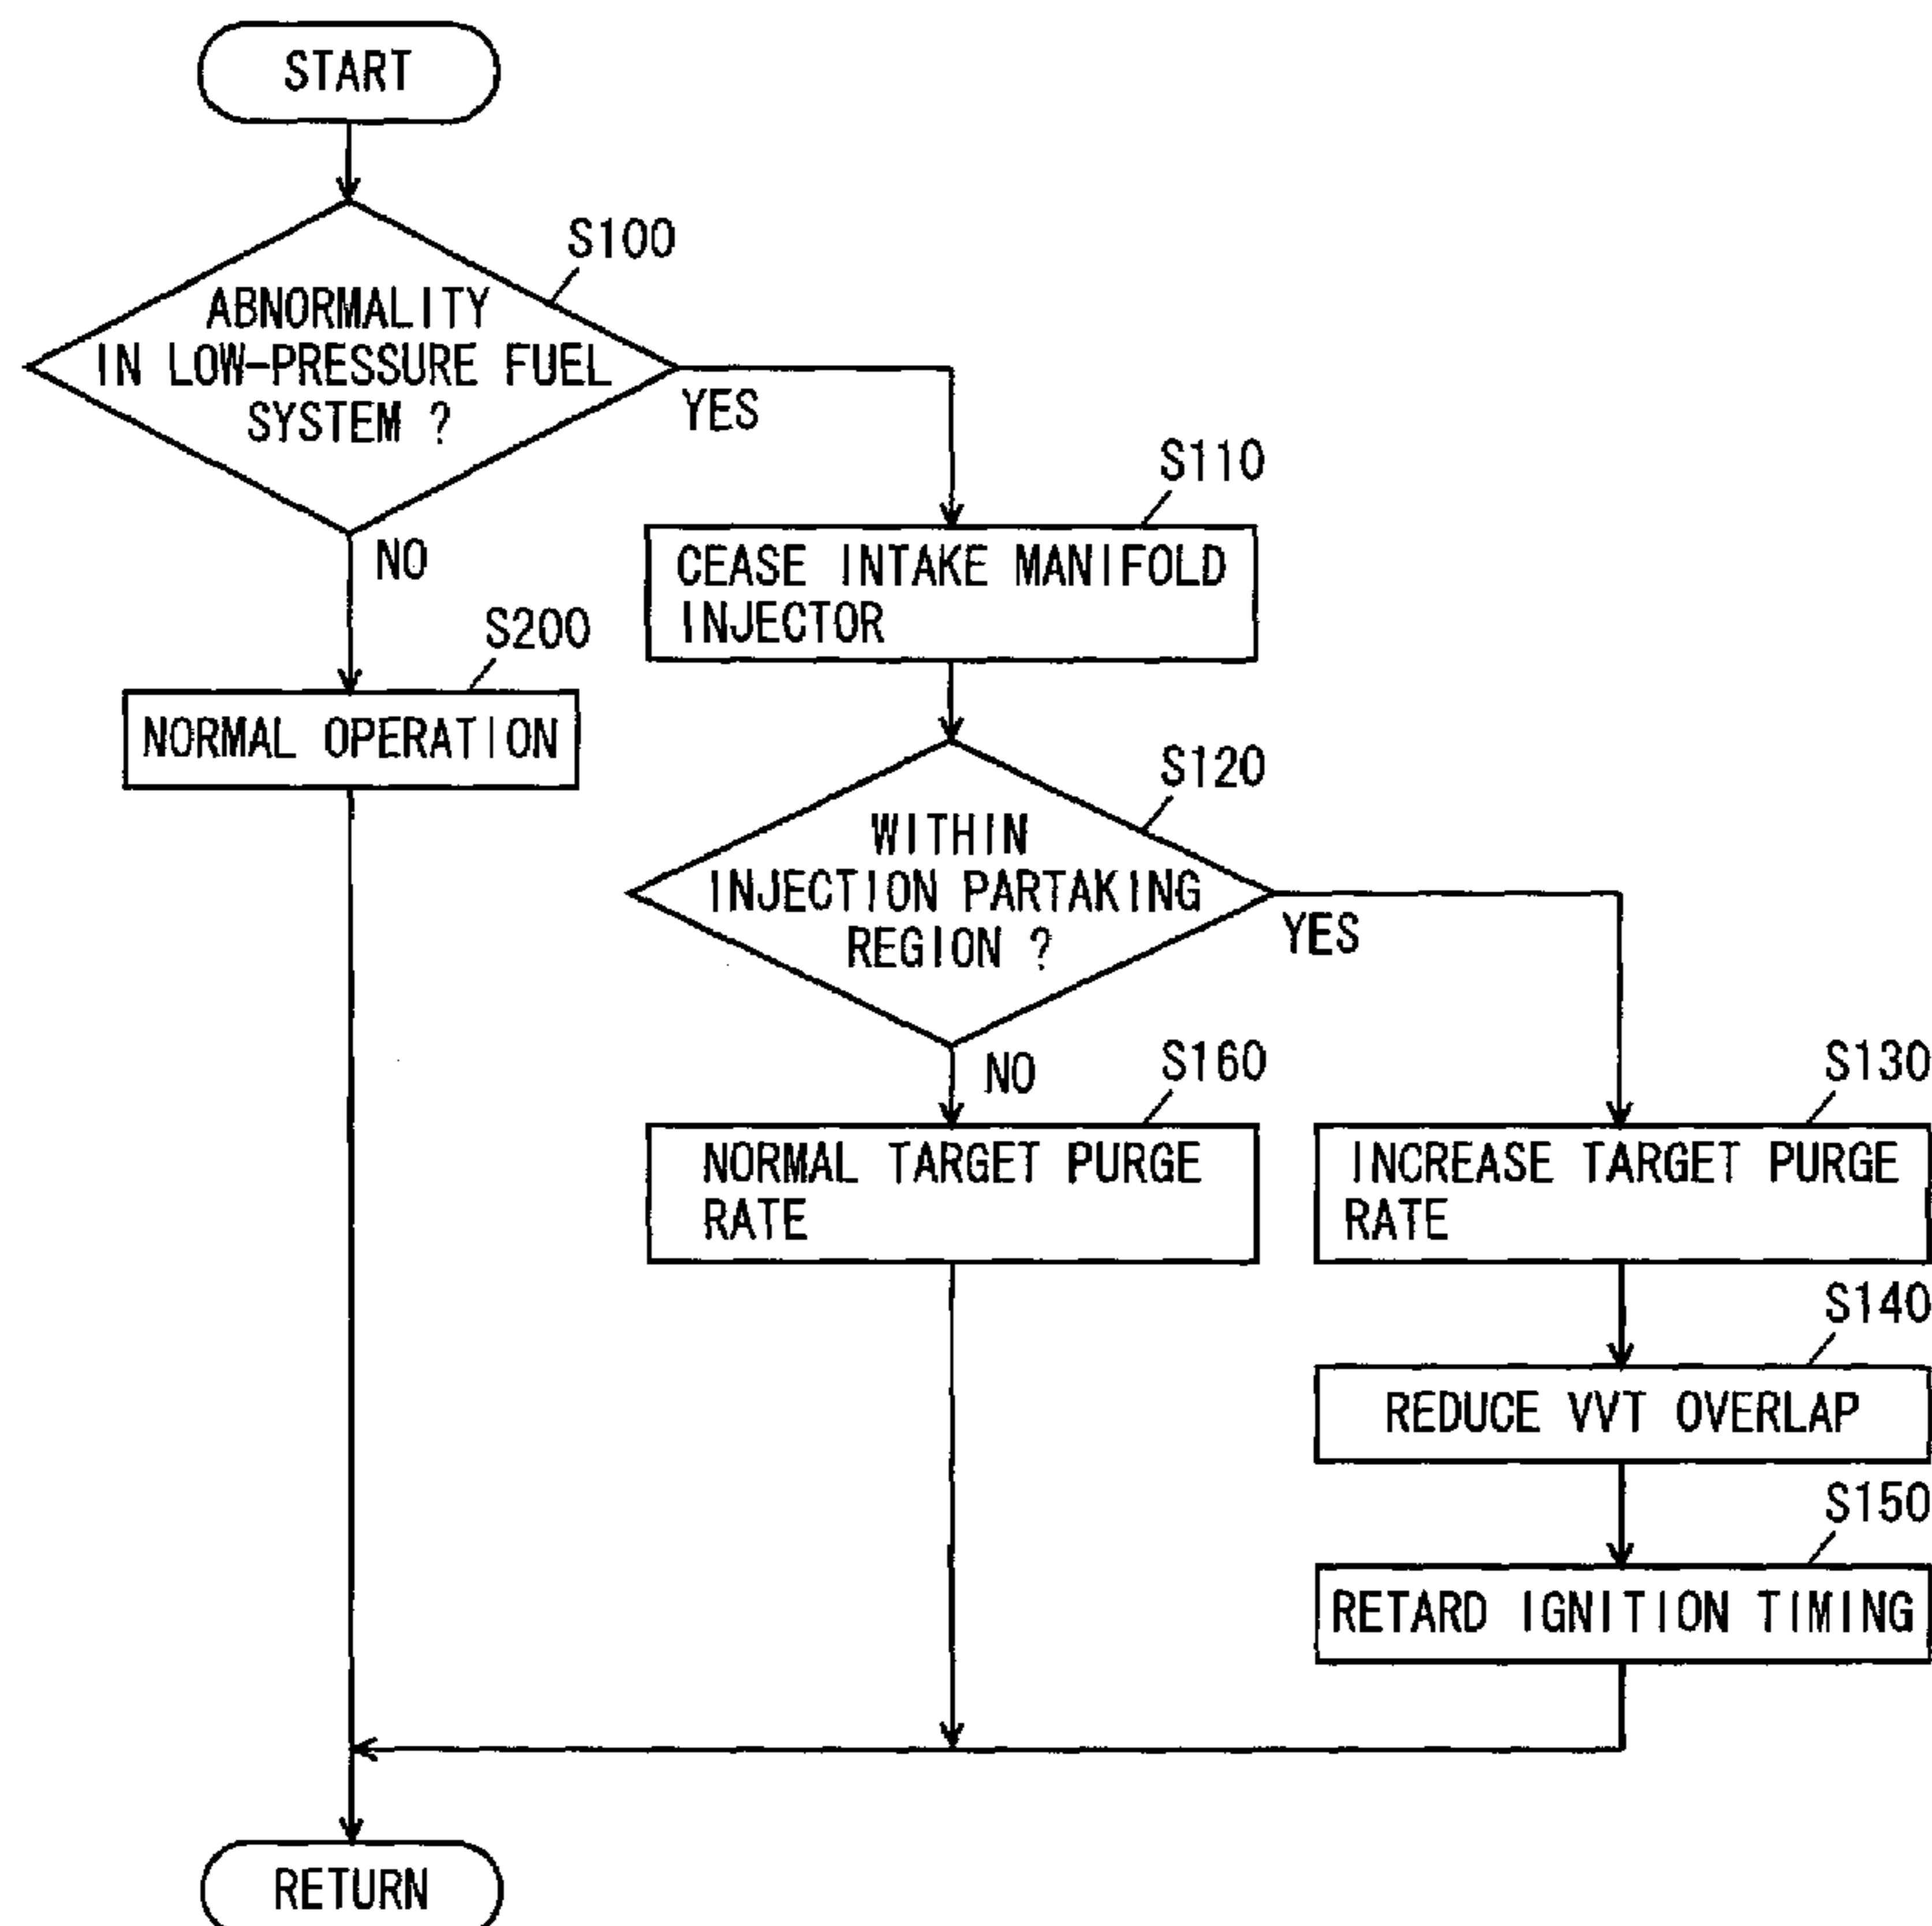 START
S100
ABNORMALITY
IN LOW-PRESSURE FUEL
SYSTEM ?
YES
NO
S110
CEASE INTAKE MANIFOLD
INJECTOR
S200
NORMAL OPERATION
S120
WITHIN
INJECTION PARTAKING
REGION ?
YES
NO
S160
NORMAL TARGET PURGE
RATE
S130
INCREASE TARGET PURGE
RATE
S140
REDUCE VVT OVERLAP
S150
RETARD IGNITION TIMING
RETURN